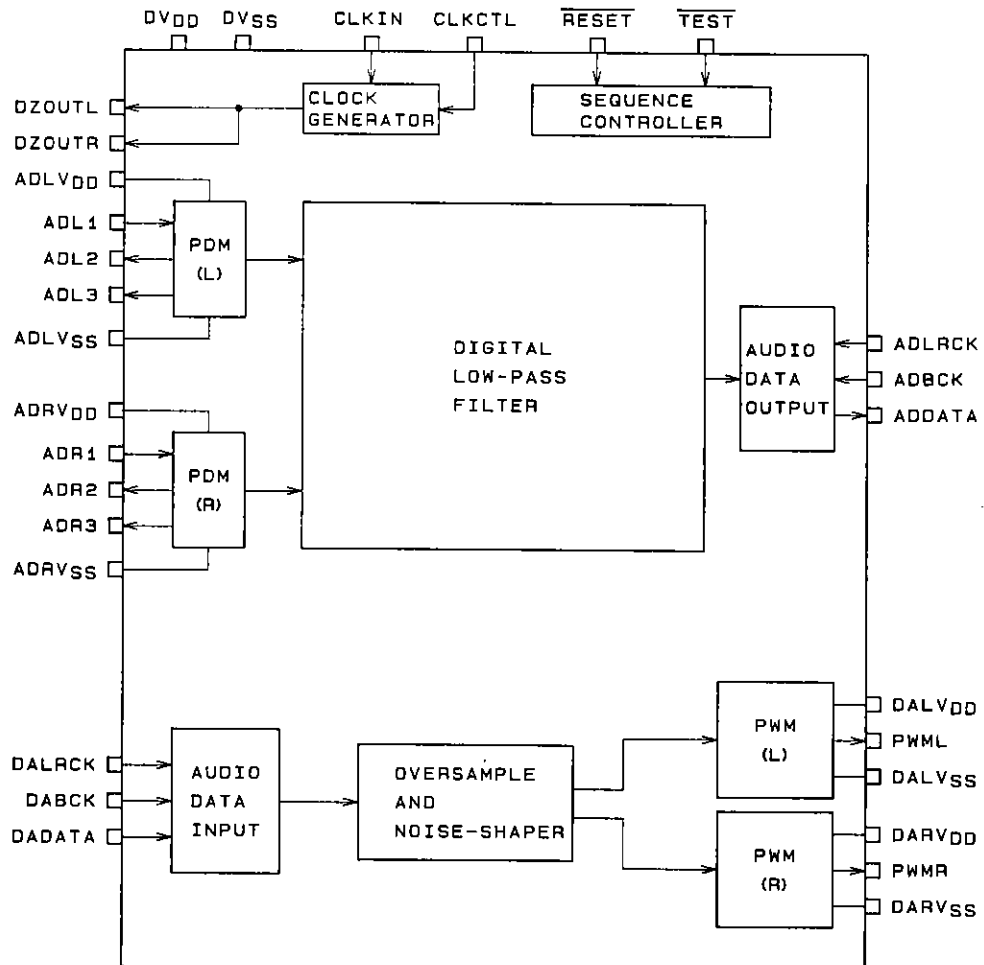 DVDD DVSS CLKIN CLKCTL RESET TEST
DZOUTL
DZOUTR
CLOCK
GENERATOR
SEQUENCE
CONTROLLER
ADLVDD
ADL1
ADL2
ADL3
ADLVSS
PDM
(L)
ADRVDD
ADR1
ADR2
ADR3
ADRVSS
PDM
(R)
DIGITAL
LOW-PASS
FILTER
AUDIO
DATA
OUTPUT
ADLRCK
ADBCK
ADDATA
DALRCK
DABCK
DADATA
AUDIO
DATA
INPUT
OVERSAMPLE
AND
NOISE-SHAPER
PWM
(L)
DALVDD
PWML
DALVSS
PWM
(R)
DARVDD
PWMR
DARVSS